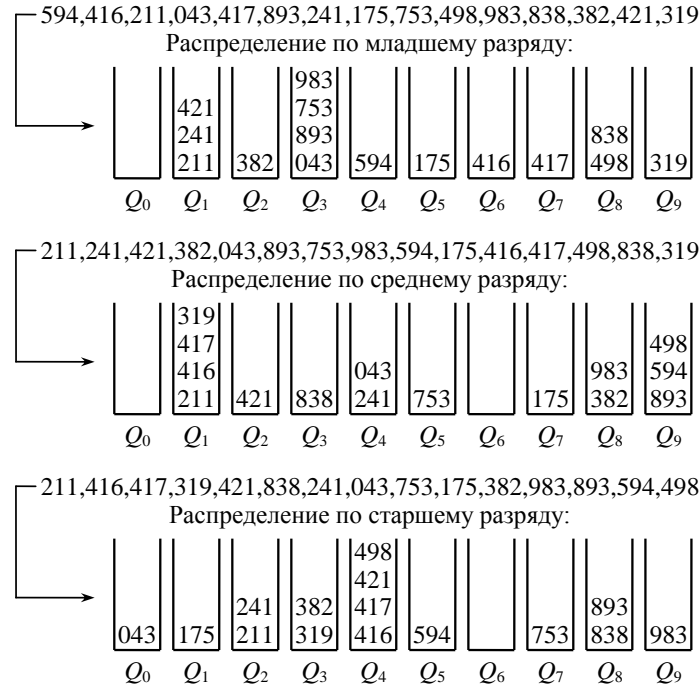 594,416,211,043,417,893,241,175,753,498,983,838,382,421,319
Распределение по младшему разряду:
983
421 753
241 893 838
211 382 043 594 175 416 417 498 319
Q0 Q1 Q2 Q3 Q4 Q5 Q6 Q7 Q8 Q9
211,241,421,382,043,893,753,983,594,175,416,417,498,838,319
Распределение по среднему разряду:
319
417 498
416 043 983 594
211 421 838 241 753 175 382 893
Q0 Q1 Q2 Q3 Q4 Q5 Q6 Q7 Q8 Q9
211,416,417,319,421,838,241,043,753,175,382,983,893,594,498
Распределение по старшему разряду:
498
421
241 382 417 893
043 175 211 319 416 594 753 838 983
Q0 Q1 Q2 Q3 Q4 Q5 Q6 Q7 Q8 Q9